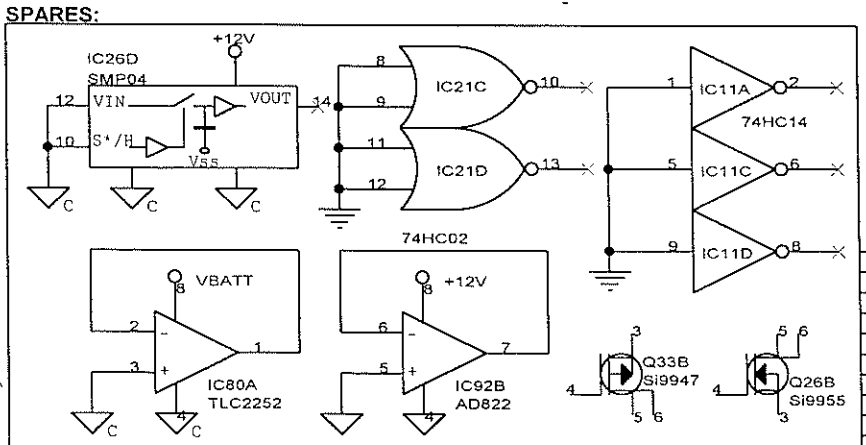 SPARES:
+12V
IC26D
SMP04
12 VIN VOUT 14
10 S*/H
Vss
C C C
8
9
IC21C
10
11
12
IC21D
13
74HC02
1 IC11A 2
74HC14
5 IC11C 6
9 IC11D 8
8 VBATT
2 -
3 +
1
4
C C
IC80A
TLC2252
8 +12V
6 -
5 +
7
4
C
IC92B
AD822
3
4
Q33B
Si9947
5 6
5 6
4
Q26B
Si9955
3